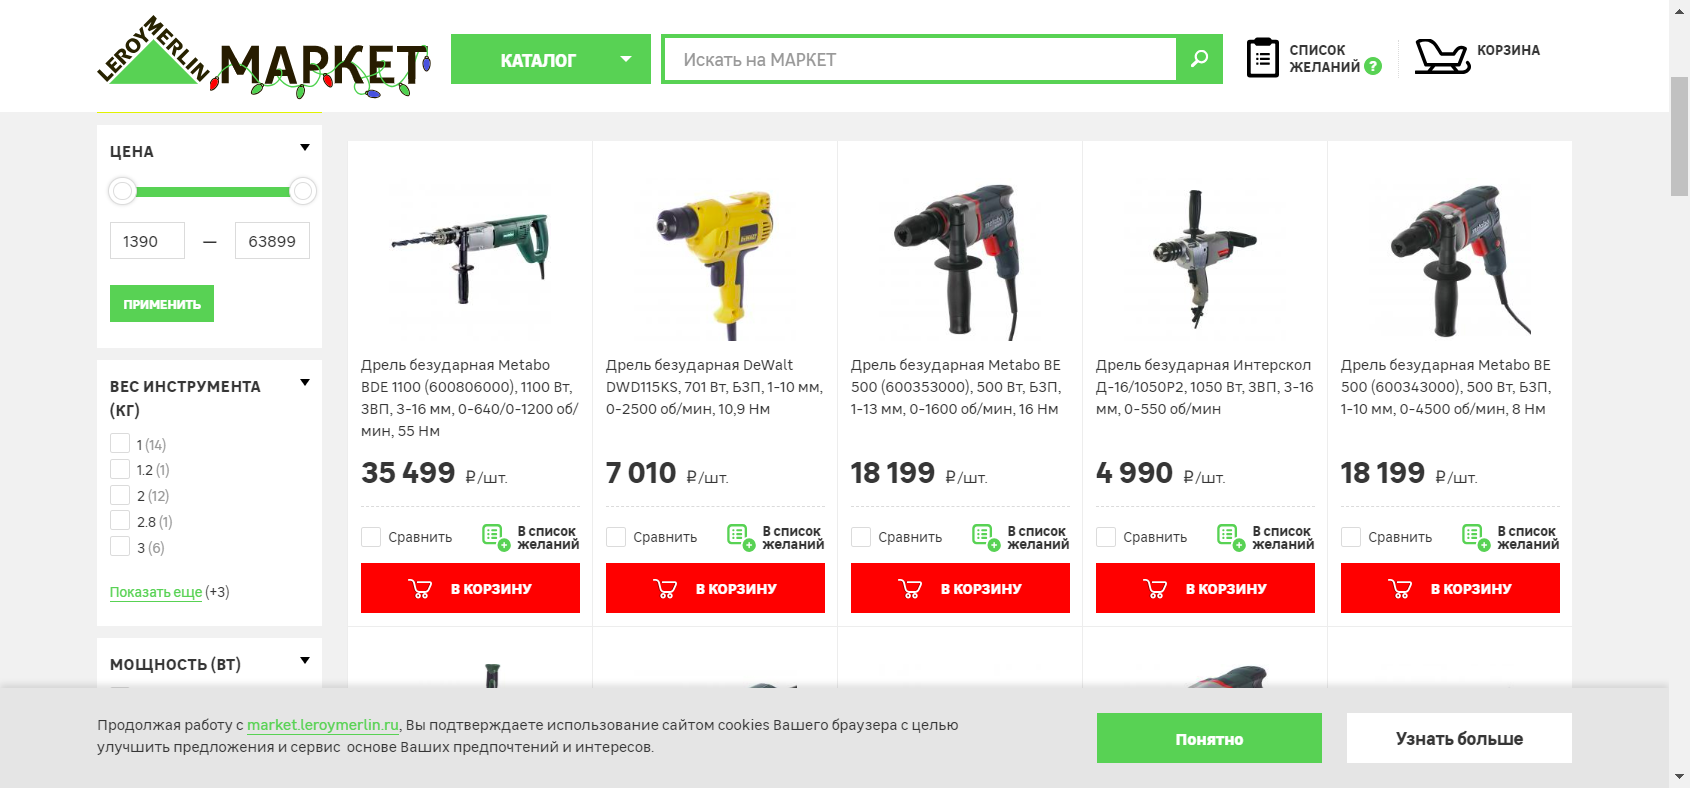 LEROY MERLIN МАРКЕТ
КАТАЛОГ
Искать на МАРКЕТ
СПИСОК
ЖЕЛАНИЙ ?
КОРЗИНА
ЦЕНА
1390 — 63899
ПРИМЕНИТЬ
ВЕС ИНСТРУМЕНТА
(КГ)
1 (14)
1.2 (1)
2 (12)
2.8 (1)
3 (6)
Показать еще (+3)
МОЩНОСТЬ (ВТ)
Дрель безударная Metabo
BDE 1100 (600806000), 1100 Вт,
ЗВП, 3-16 мм, 0-640/0-1200 об/
мин, 55 Нм
35 499 ₽/шт.
Сравнить
В список
желаний
В КОРЗИНУ
Дрель безударная DeWalt
DWD115KS, 701 Вт, БЗП, 1-10 мм,
0-2500 об/мин, 10,9 Нм
7 010 ₽/шт.
Сравнить
В список
желаний
В КОРЗИНУ
Дрель безударная Metabo BE
500 (600353000), 500 Вт, БЗП,
1-13 мм, 0-1600 об/мин, 16 Нм
18 199 ₽/шт.
Сравнить
В список
желаний
В КОРЗИНУ
Дрель безударная Интерскол
Д-16/1050Р2, 1050 Вт, ЗВП, 3-16
мм, 0-550 об/мин
4 990 ₽/шт.
Сравнить
В список
желаний
В КОРЗИНУ
Дрель безударная Metabo BE
500 (600343000), 500 Вт, БЗП,
1-10 мм, 0-4500 об/мин, 8 Нм
18 199 ₽/шт.
Сравнить
В список
желаний
В КОРЗИНУ
Продолжая работу с market.leroymerlin.ru, Вы подтверждаете использование сайтом cookies Вашего браузера с целью
улучшить предложения и сервис основе Ваших предпочтений и интересов.
Понятно
Узнать больше